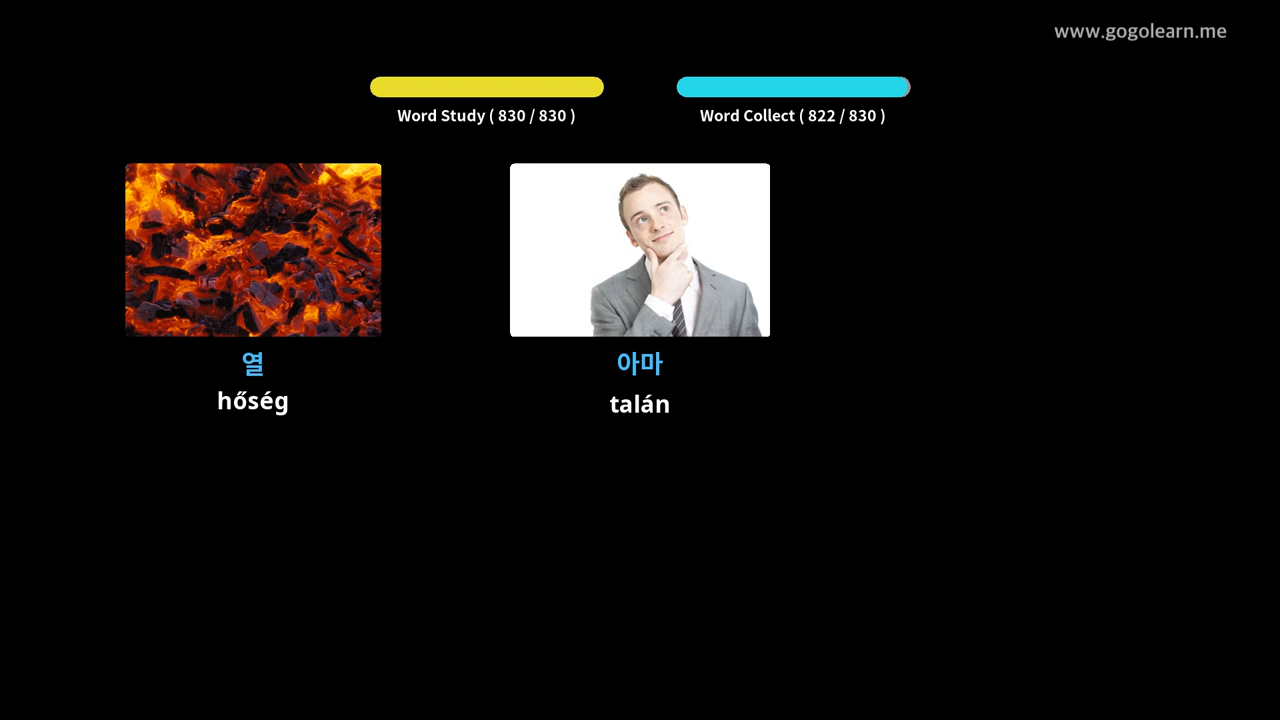 www.gogolearn.me
Word Study ( 830 / 830 )
Word Collect ( 822 / 830 )
열
hőség
아마
talán